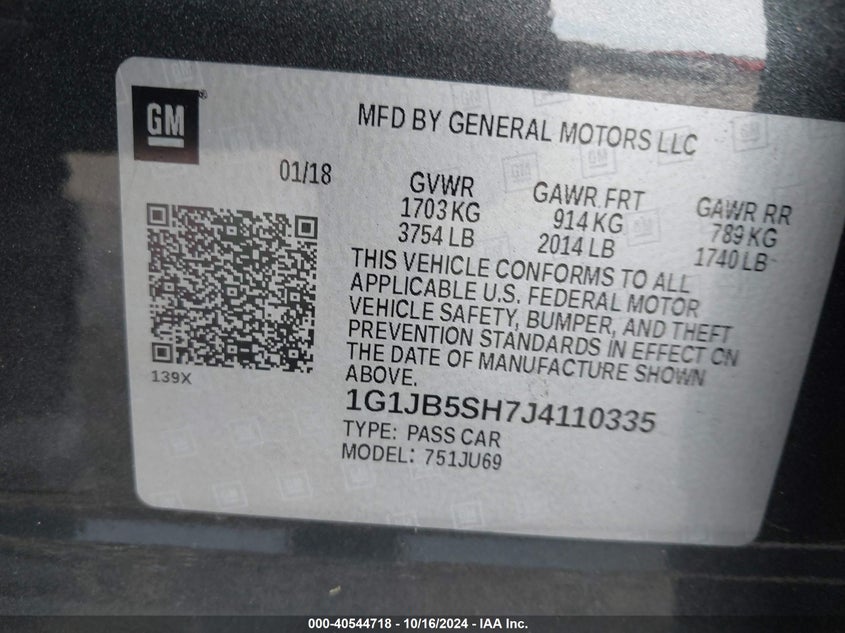 GM
MFD BY GENERAL MOTORS LLC
01/18
GVWR
1703 KG
3754 LB
GAWR FRT
914 KG
2014 LB
GAWR RR
789 KG
1740 LB
THIS VEHICLE CONFORMS TO ALL
APPLICABLE U.S. FEDERAL MOTOR
VEHICLE SAFETY, BUMPER, AND THEFT
PREVENTION STANDARDS IN EFFECT ON
THE DATE OF MANUFACTURE SHOWN
ABOVE.
139X
1G1JB5SH7J4110335
TYPE: PASS CAR
MODEL: 751JU69
000-40544718 - 10/16/2024 - IAA Inc.